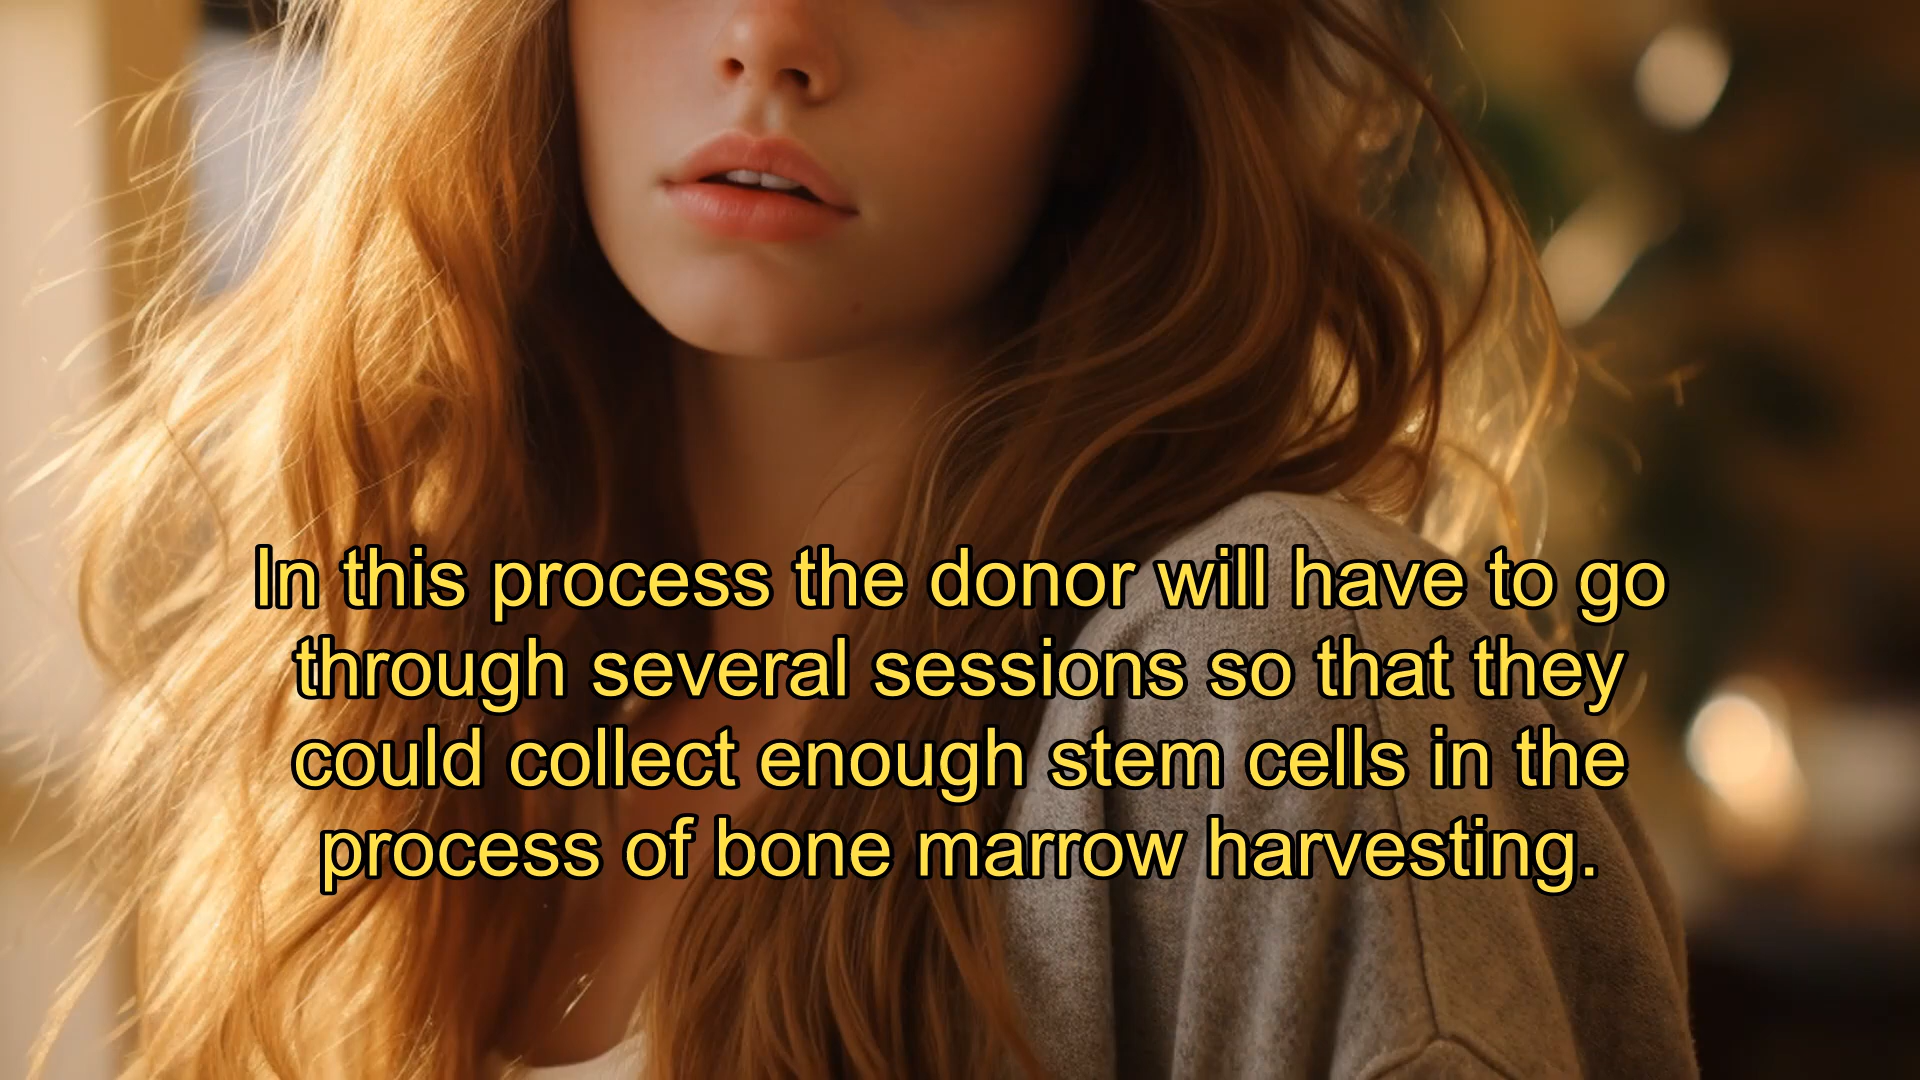 In this process the donor will have to go
through several sessions so that they
could collect enough stem cells in the
process of bone marrow harvesting.